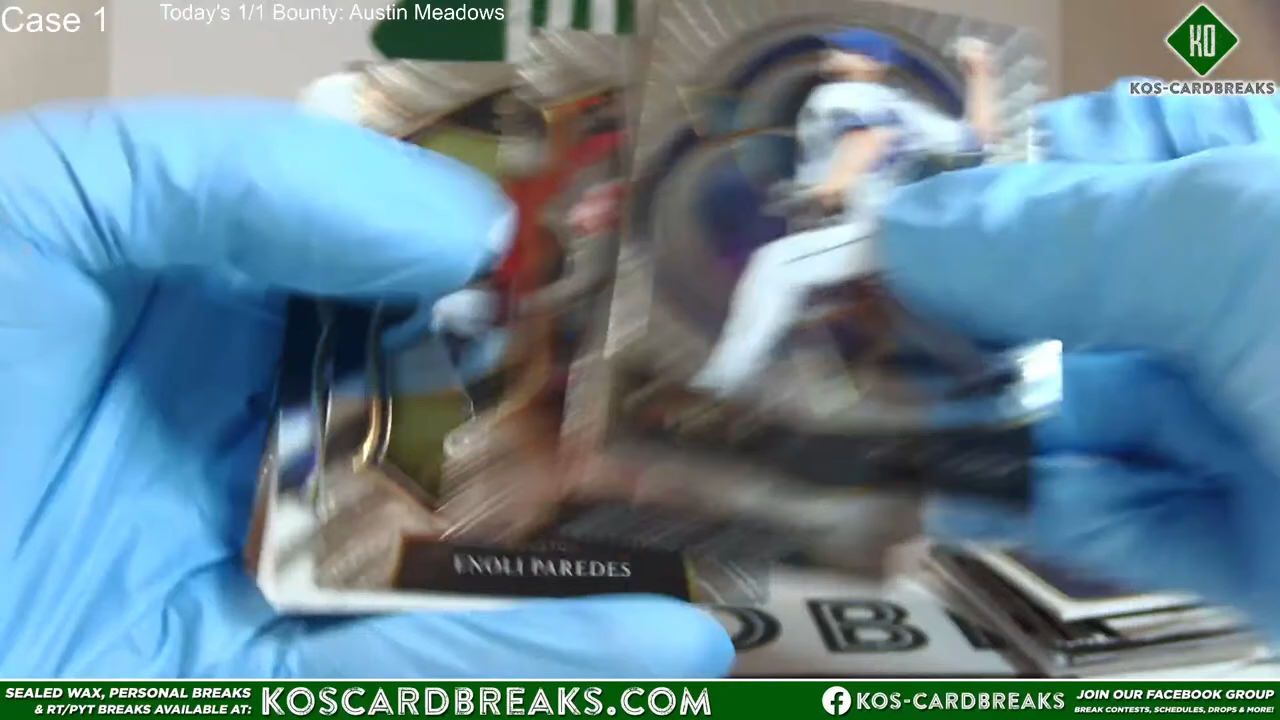 Case 1
Today's 1/1 Bounty: Austin Meadows
KO
KOS-CARDBREAKS
ENOLI PAREDES
OB
SEALED WAX, PERSONAL BREAKS
& RT/PYT BREAKS AVAILABLE AT:
KOSCARDBREAKS.COM
KOS-CARDBREAKS
JOIN OUR FACEBOOK GROUP
BREAK CONTESTS, SCHEDULES, DROPS & MORE!